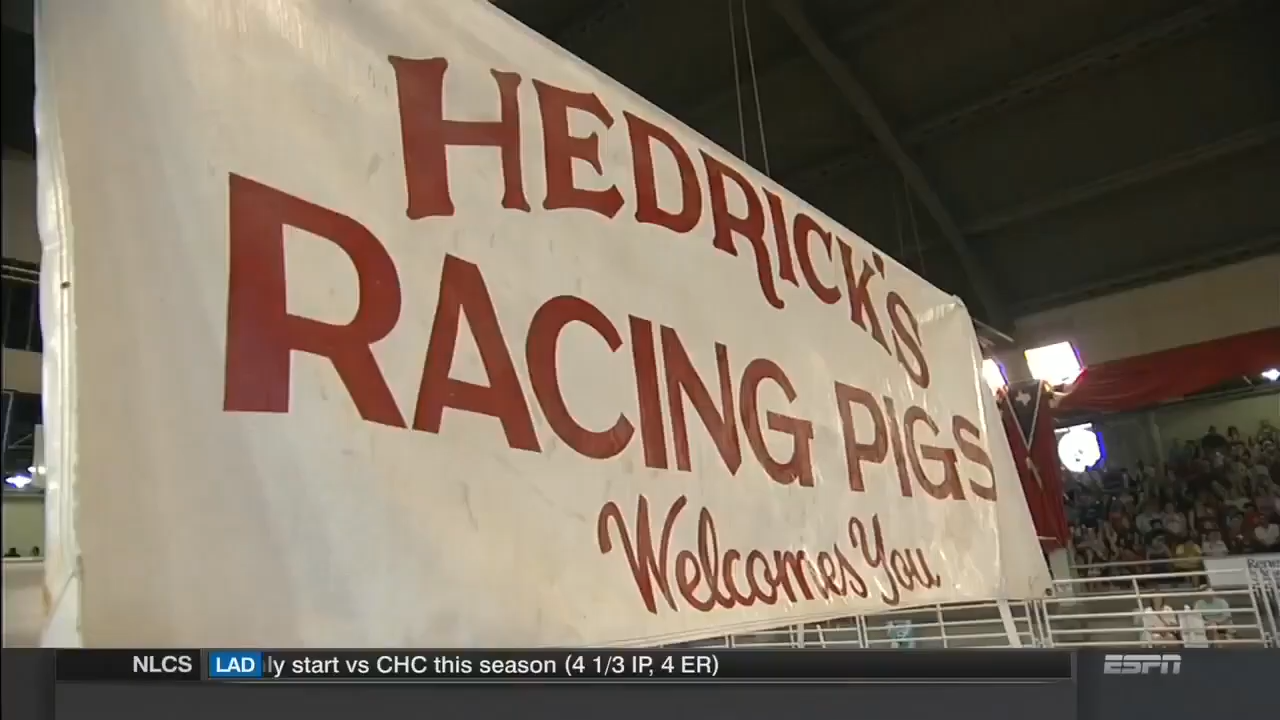 HEDRICK'S
RACING PIGS
Welcomes You
NLCS LAD ly start vs CHC this season (4 1/3 IP, 4 ER) ESPN